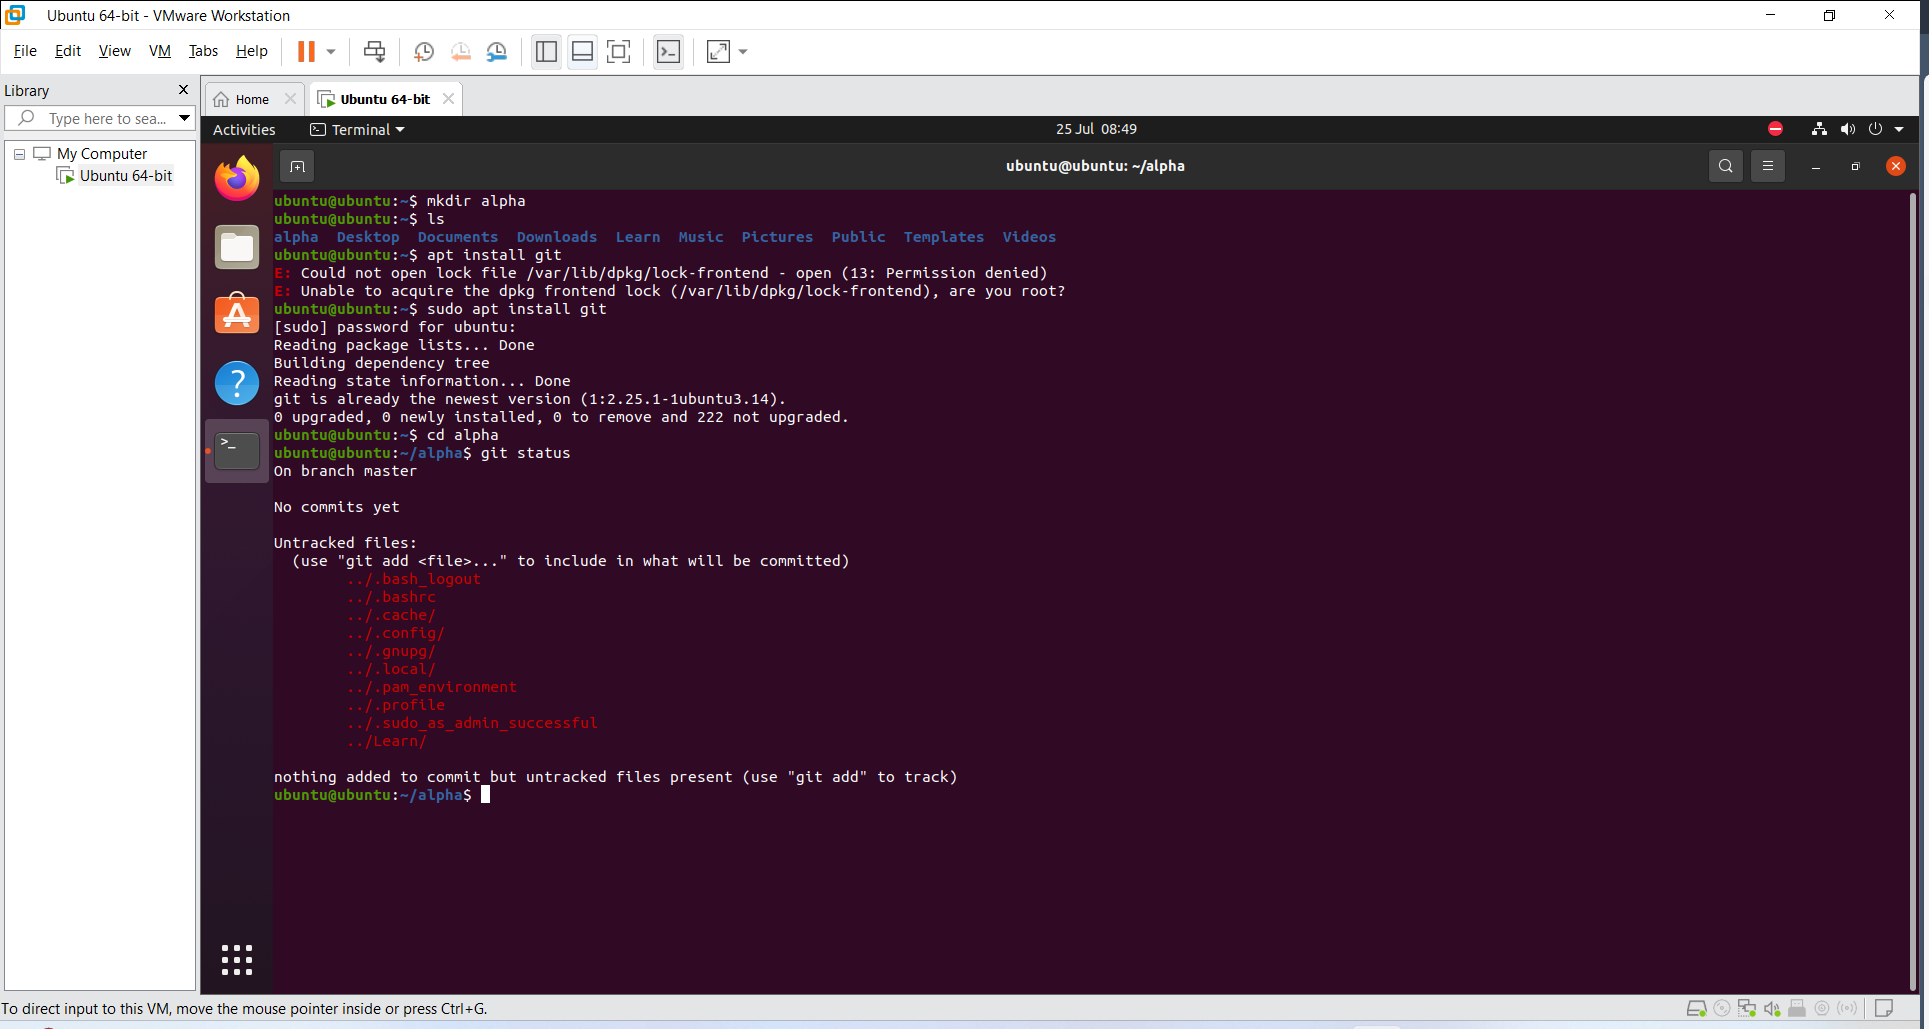 Ubuntu 64-bit - VMware Workstation
File Edit View VM Tabs Help
Library
Type here to sea...
My Computer
Ubuntu 64-bit
Home
Ubuntu 64-bit
Activities
Terminal
25 Jul 08:49
ubuntu@ubuntu: ~/alpha
ubuntu@ubuntu:~$ mkdir alpha
ubuntu@ubuntu:~$ ls
alpha Desktop Documents Downloads Learn Music Pictures Public Templates Videos
ubuntu@ubuntu:~$ apt install git
E: Could not open lock file /var/lib/dpkg/lock-frontend - open (13: Permission denied)
E: Unable to acquire the dpkg frontend lock (/var/lib/dpkg/lock-frontend), are you root?
ubuntu@ubuntu:~$ sudo apt install git
[sudo] password for ubuntu:
Reading package lists... Done
Building dependency tree
Reading state information... Done
git is already the newest version (1:2.25.1-1ubuntu3.14).
0 upgraded, 0 newly installed, 0 to remove and 222 not upgraded.
ubuntu@ubuntu:~$ cd alpha
ubuntu@ubuntu:~/alpha$ git status
On branch master
No commits yet
Untracked files:
(use "git add <file>..." to include in what will be committed)
../.bash_logout
../.bashrc
../.cache/
../.config/
../.gnupg/
../.local/
../.pam_environment
../.profile
../.sudo_as_admin_successful
../Learn/
nothing added to commit but untracked files present (use "git add" to track)
ubuntu@ubuntu:~/alpha$
To direct input to this VM, move the mouse pointer inside or press Ctrl+G.